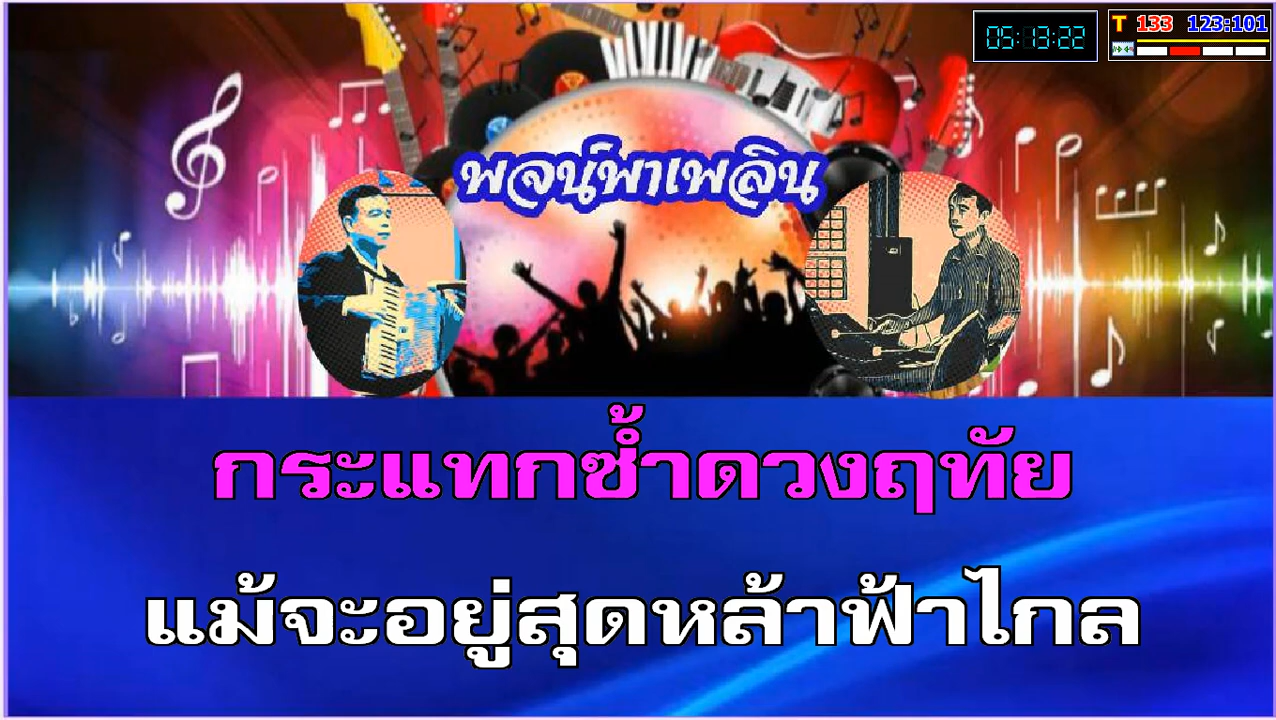 05:13:22
T 133 123:101
พจน์พาเพลิน
กระแทกซ้ำดวงฤทัย
แม้จะอยู่สุดหล้าฟ้าไกล